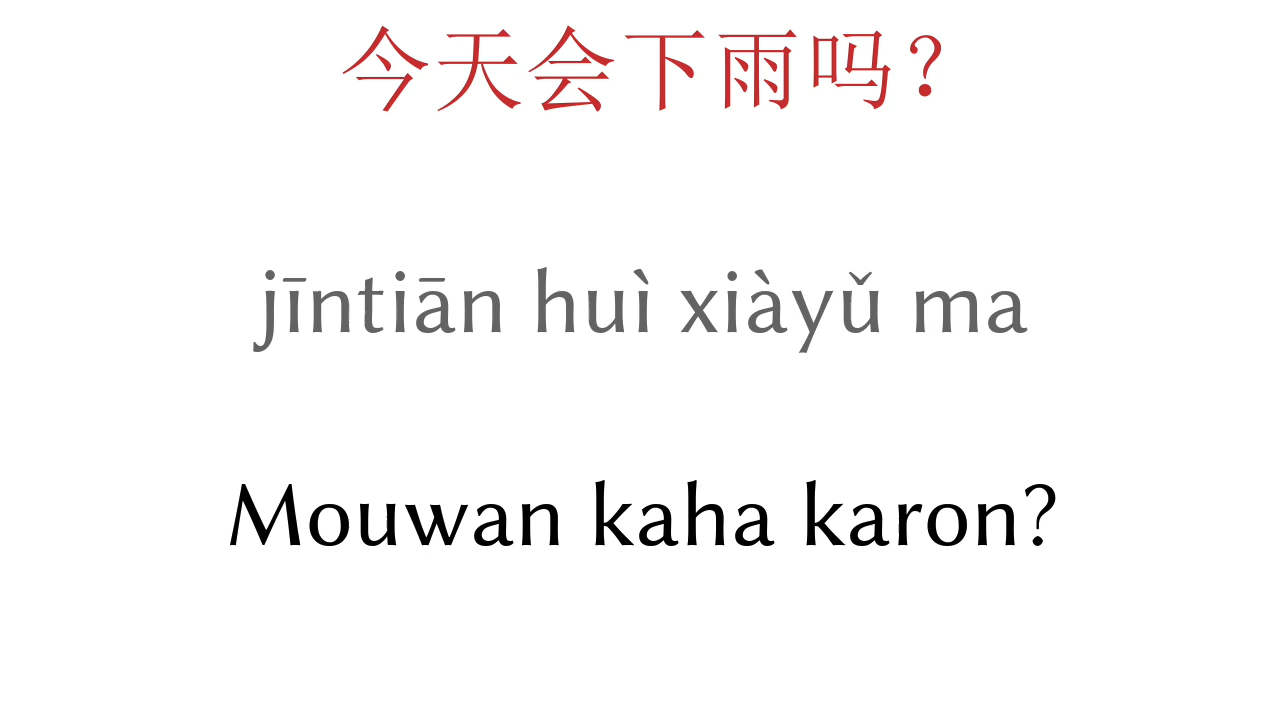 今天会下雨吗？
jīntiān huì xiàyǔ ma
Mouwan kaha karon?